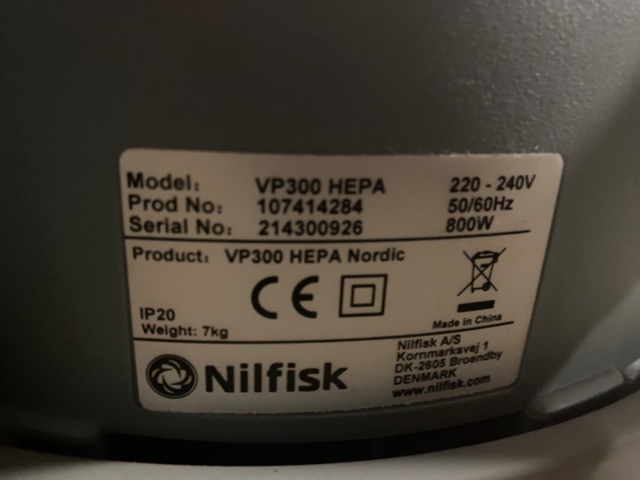 Model: VP300 HEPA 220 - 240V
Prod No: 107414284 50/60Hz
Serial No: 214300926 800W
Product: VP300 HEPA Nordic
CE
IP20
Weight: 7kg
Made in China
Nilfisk
Nilfisk A/S
Kornmarksvej 1
DK-2605 Broendby
DENMARK
www.nilfisk.com